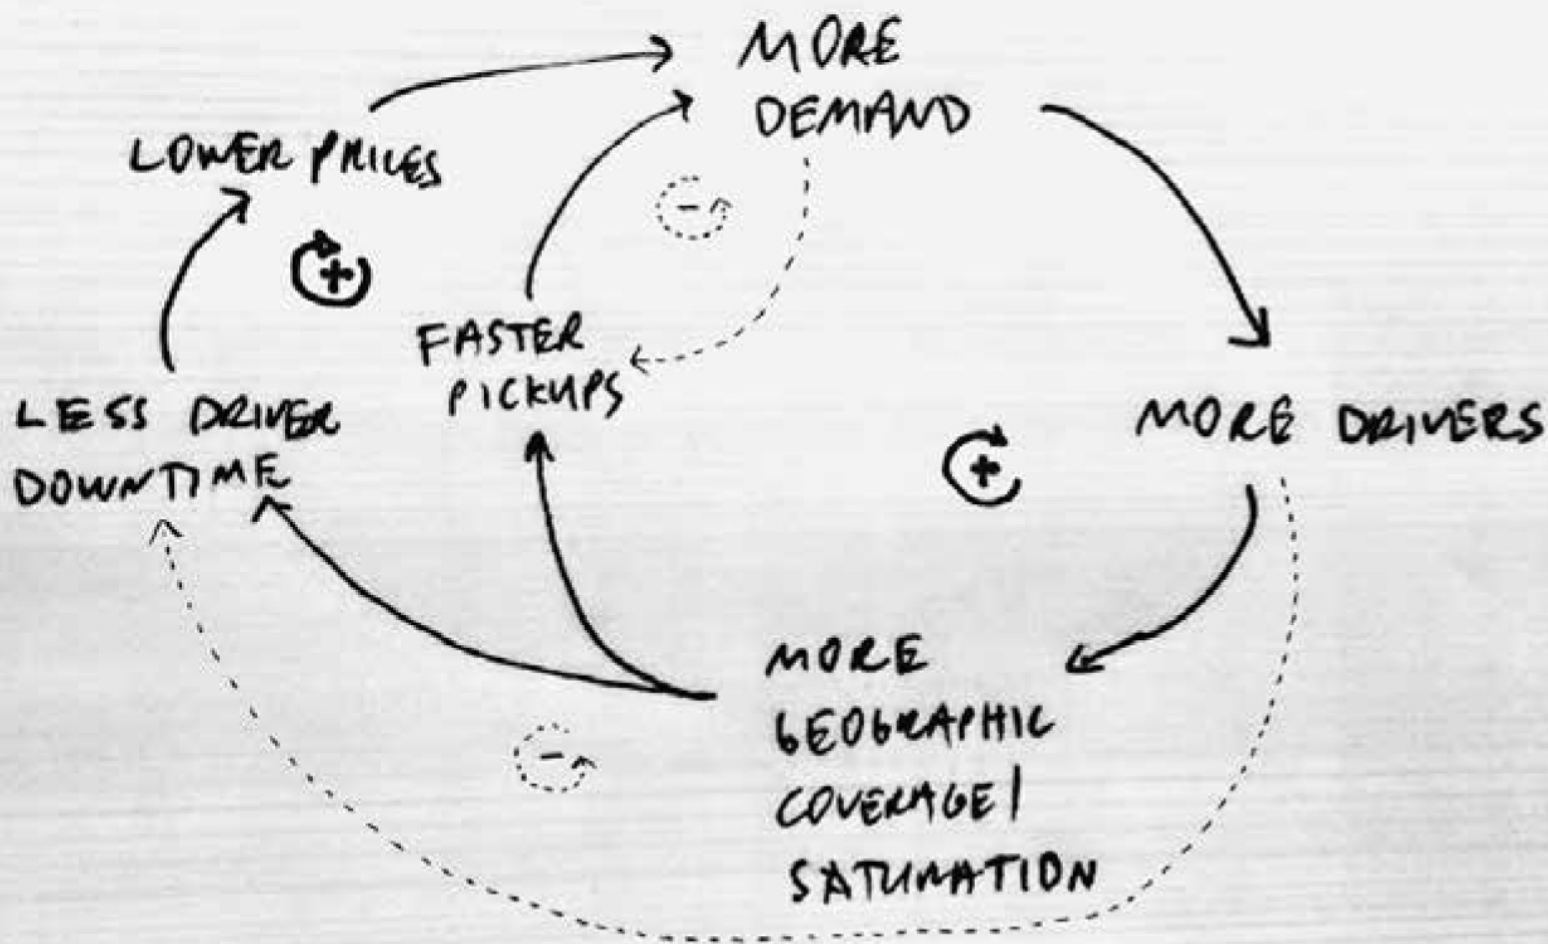 MORE
DEMAND
LOWER PRICES
-
+
FASTER
PICKUPS
LESS DRIVER
DOWNTIME
MORE DRIVERS
+
MORE
GEOGRAPHIC
COVERAGE/
SATURATION
-